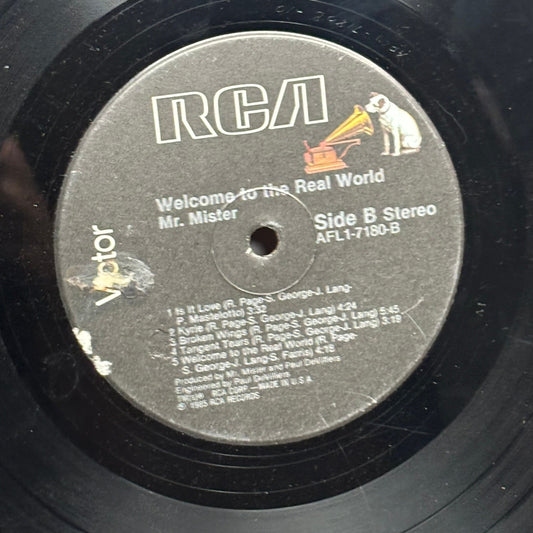 RCA
Welcome to the Real World
Mr. Mister
Side B Stereo
AFL1-7180-B
1 Is It Love (R. Page-S. George-J. Lang-
P. Mastelotto) 3:32
2 Kyrie (R. Page-S. George-J. Lang) 4:24
3 Broken Wings (R. Page-S. George-J. Lang) 5:45
4 Tangent Tears (R. Page-S. George-J. Lang) 3:19
5 Welcome to the Real World (R. Page-
S. George-J. Lang-S. Farris) 4:18
Produced by Mr. Mister and Paul DeVilliers
Engineered by Paul DeVilliers
RCA CORP.—MADE IN U.S.A.
℗ 1985 RCA RECORDS